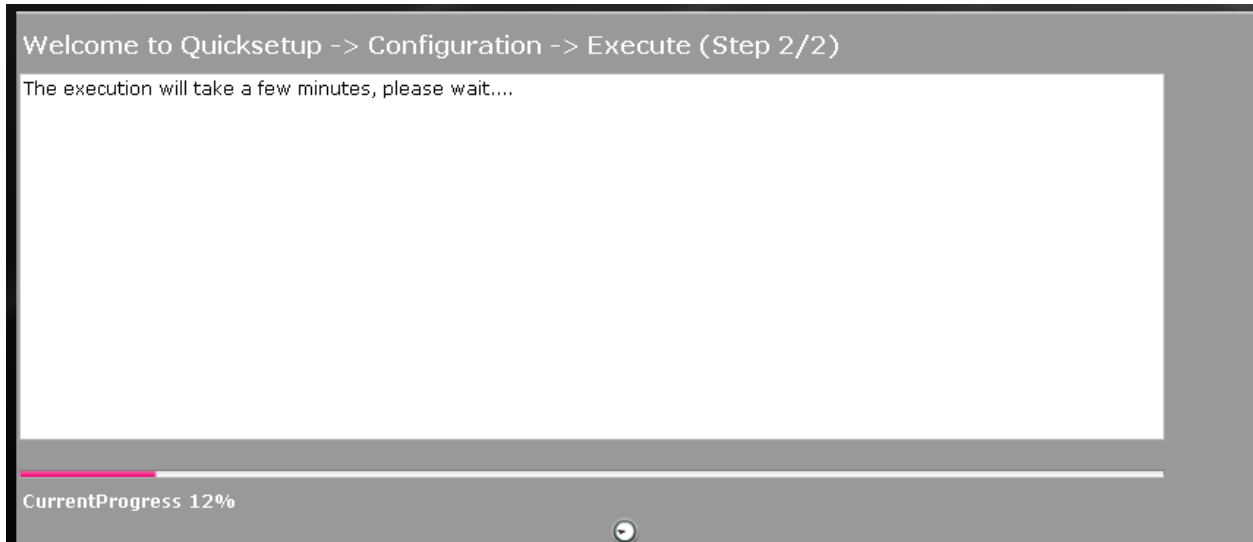 Welcome to Quicksetup -> Configuration -> Execute (Step 2/2)
The execution will take a few minutes, please wait....
CurrentProgress 12%